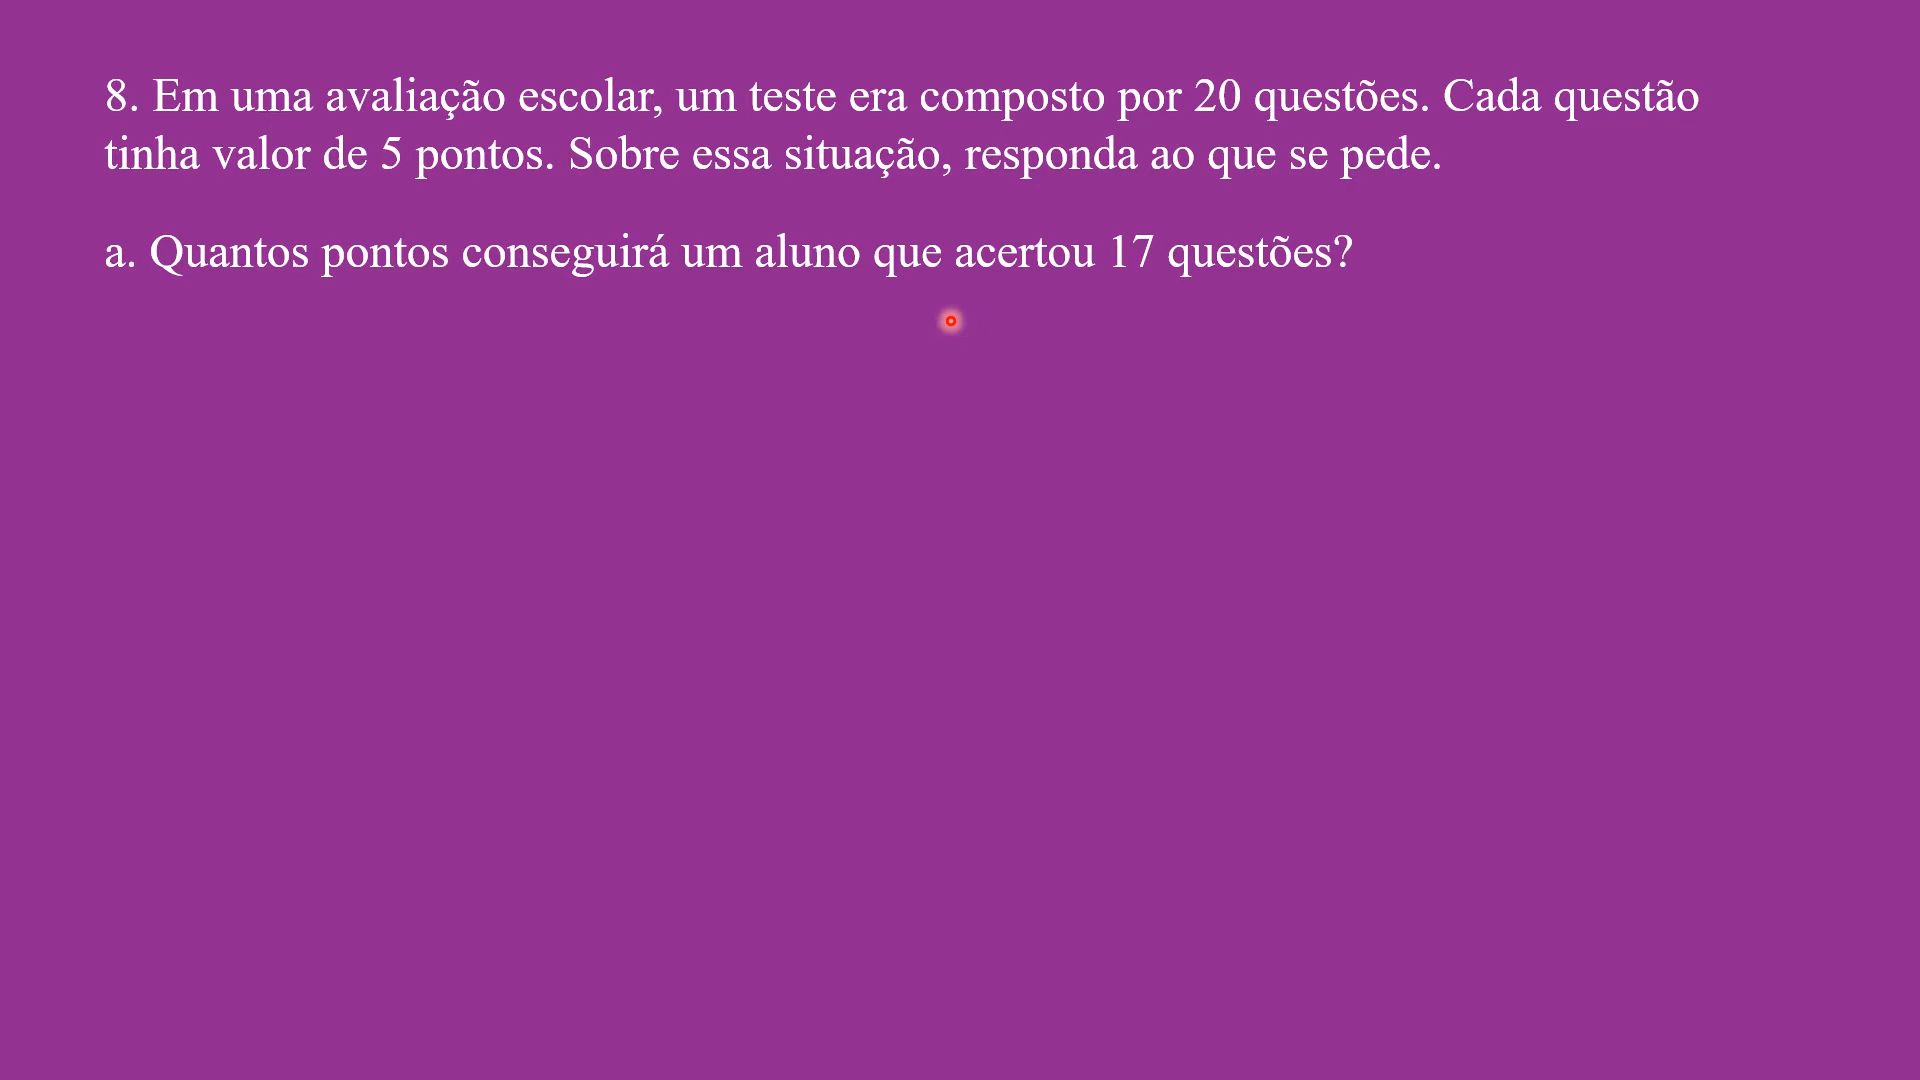 8. Em uma avaliação escolar, um teste era composto por 20 questões. Cada questão
tinha valor de 5 pontos. Sobre essa situação, responda ao que se pede.
a. Quantos pontos conseguirá um aluno que acertou 17 questões?